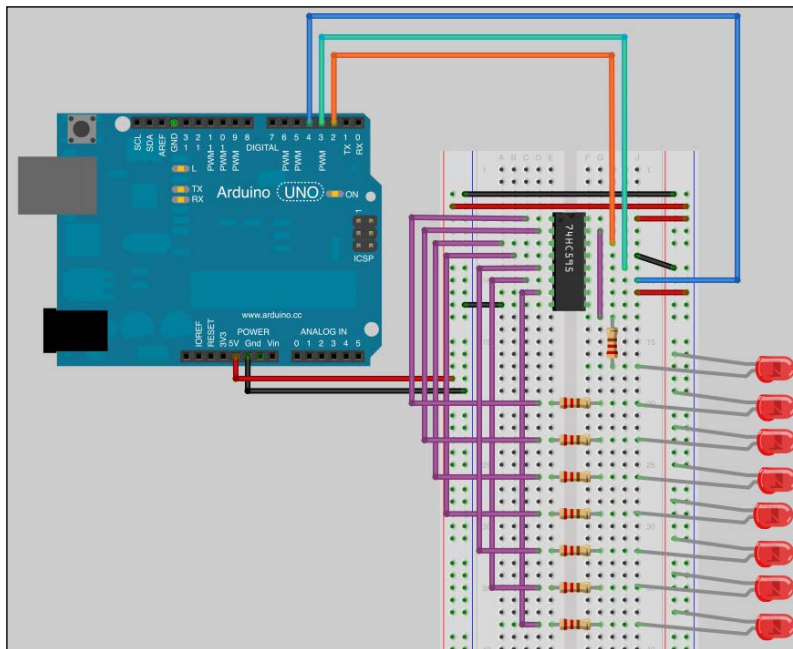 SCL
SDA
AREF
GND
13
12
PWM 11
PWM 10
PWM 9
8
DIGITAL
7
PWM 6
PWM 5
4
PWM 3
2
TX 1
RX 0
L
TX
RX
Arduino UNO
ON
1
ICSP
www.arduino.cc
POWER
ANALOG IN
IOREF
RESET
3V3
5V
Gnd
Vin
0 1 2 3 4 5
A B C D E F G J
1
74HC595
15
20
25
30